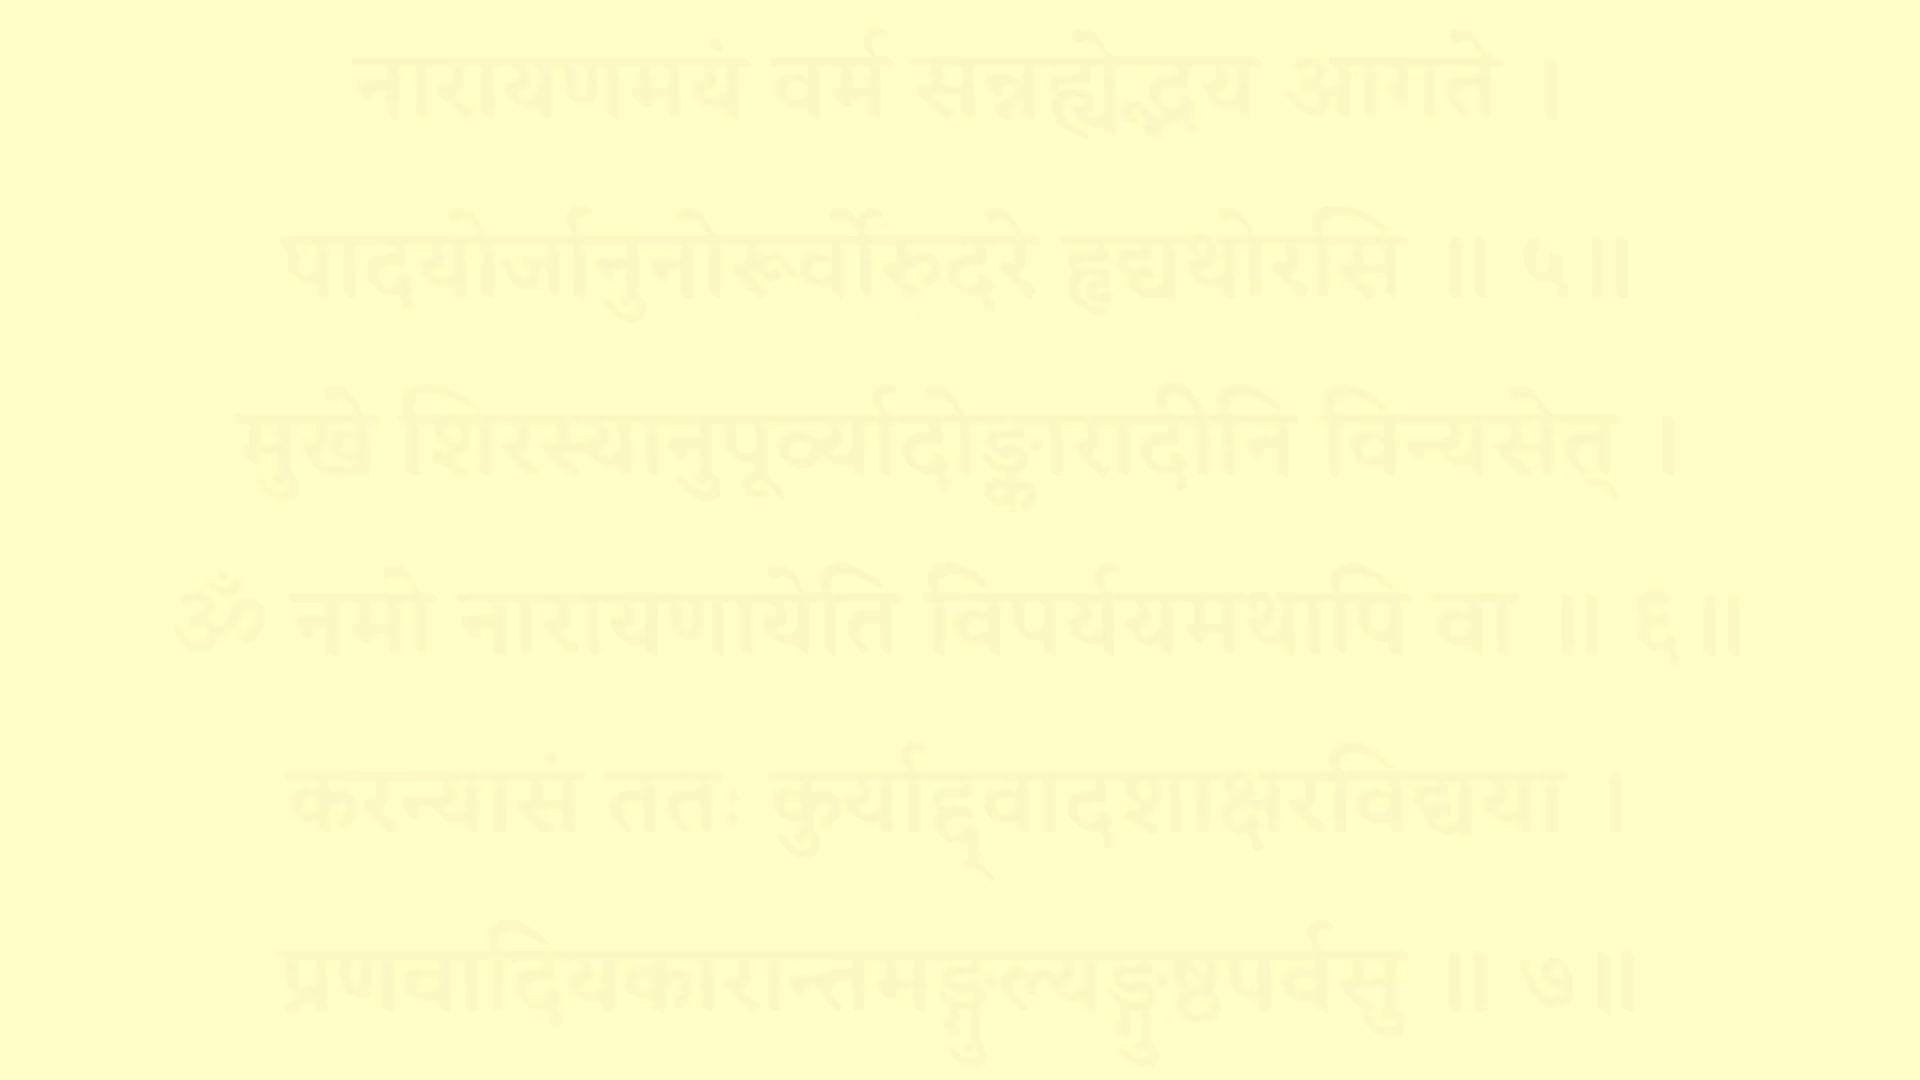 नारायणमयं वर्म सन्नह्येद्भय आगते ।
पादयोर्जानुनोरूर्वोरुदरे हृद्यथोरसि ॥ ५॥
मुखे शिरस्यानुपूर्व्यादोङ्कारादीनि विन्यसेत् ।
ॐ नमो नारायणायेति विपर्ययमथापि वा ॥ ६॥
करन्यासं ततः कुर्याद्द्वादशाक्षरविद्यया ।
प्रणवादियकारान्तमङ्गुल्यङ्गुष्ठपर्वसु ॥ ७॥